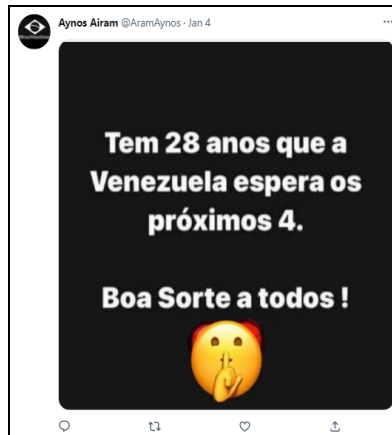 Aynos Airam @AramAynos · Jan 4
Tem 28 anos que a
Venezuela espera os
próximos 4.
Boa Sorte a todos !